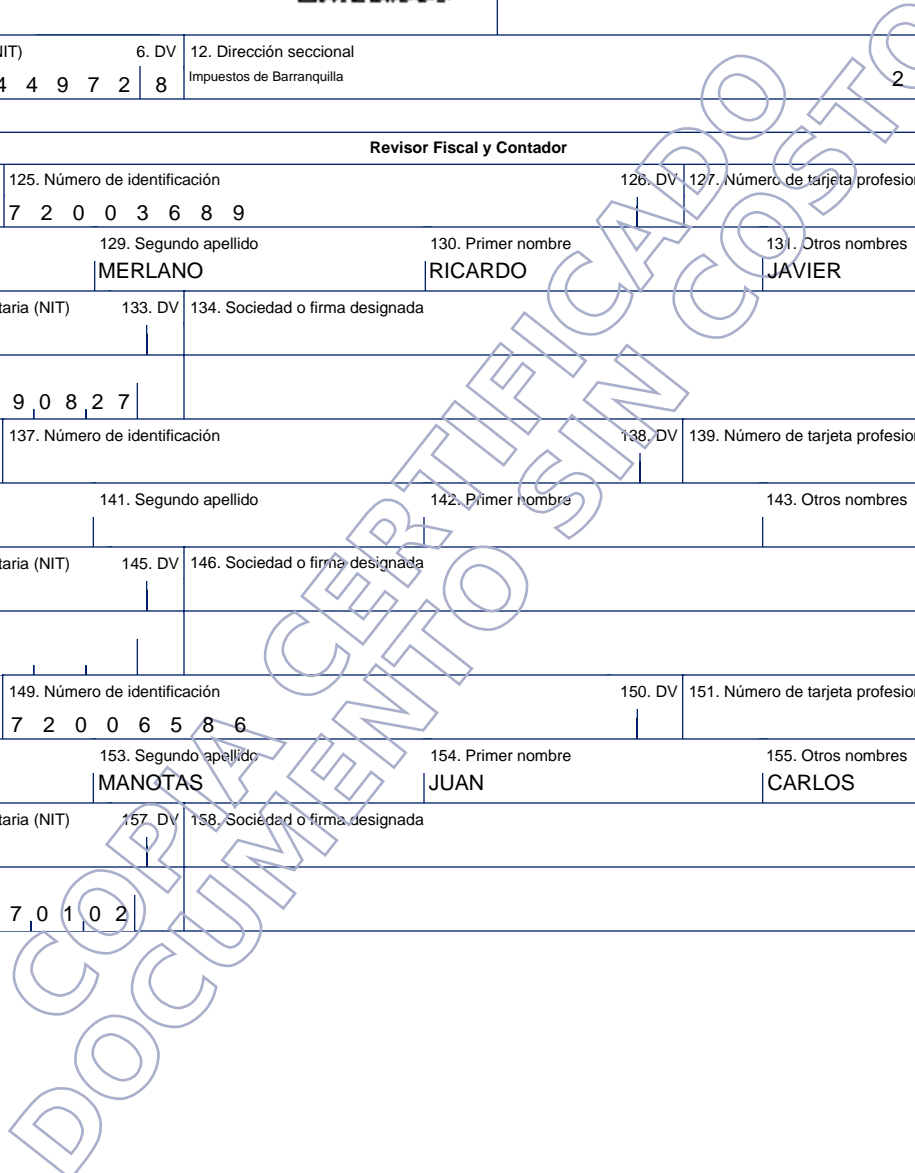 NIT) 6. DV 12. Dirección seccional
4 4 9 7 2 8 Impuestos de Barranquilla 2
Revisor Fiscal y Contador
125. Número de identificación 126. DV 127. Número de tarjeta profesion
7 2 0 0 3 6 8 9
129. Segundo apellido 130. Primer nombre 131. Otros nombres
MERLANO RICARDO JAVIER
taria (NIT) 133. DV 134. Sociedad o firma designada
9 0 8 2 7
137. Número de identificación 138. DV 139. Número de tarjeta profesion
141. Segundo apellido 142. Primer nombre 143. Otros nombres
taria (NIT) 145. DV 146. Sociedad o firma designada
149. Número de identificación 150. DV 151. Número de tarjeta profesion
7 2 0 0 6 5 8 6
153. Segundo apellido 154. Primer nombre 155. Otros nombres
MANOTAS JUAN CARLOS
taria (NIT) 157. DV 158. Sociedad o firma designada
7 0 1 0 2
COPIA CERTIFICADO
DOCUMENTO SIN COSTO